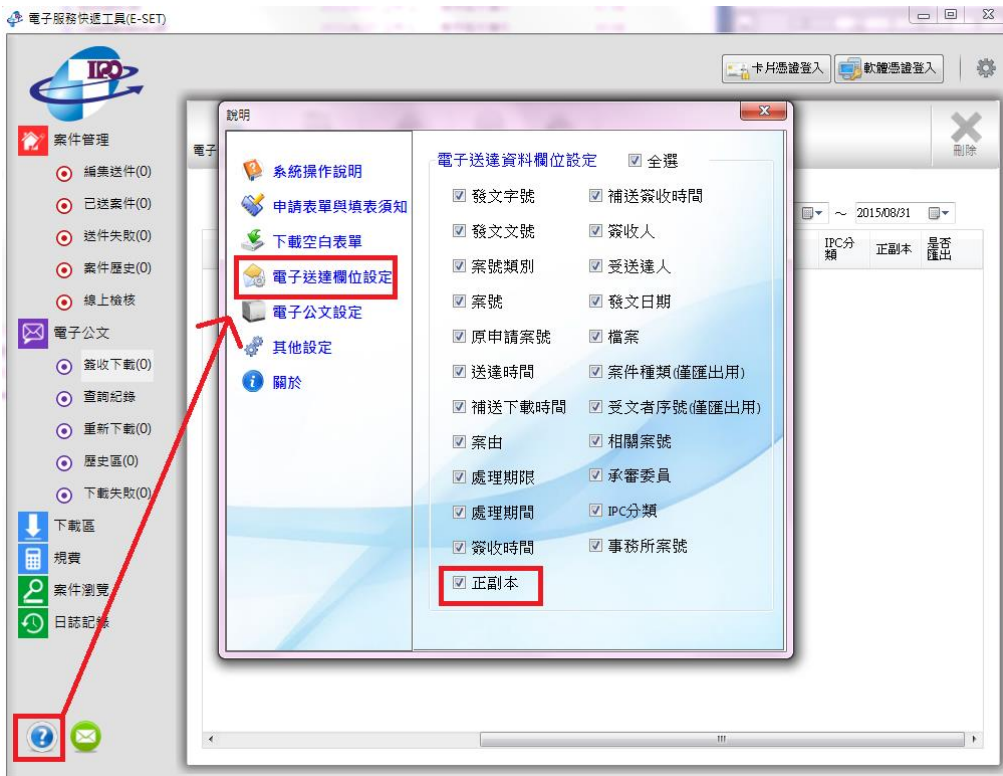 電子服務快遞工具(E-SET)
IPO
卡片憑證登入 軟體憑證登入
案件管理
編集送件(0)
已送案件(0)
送件失敗(0)
案件歷史(0)
線上檢核
電子公文
簽收下載(0)
查詢紀錄
重新下載(0)
歷史區(0)
下載失敗(0)
下載區
規費
案件瀏覽
日誌記錄
電子
刪除
~ 2015/08/31
IPC分類 正副本 是否匯出
說明
系統操作說明
申請表單與填表須知
下載空白表單
電子送達欄位設定
電子公文設定
其他設定
關於
電子送達資料欄位設定 全選
發文字號 補送簽收時間
發文文號 簽收人
案號類別 受送達人
案號 發文日期
原申請案號 檔案
送達時間 案件種類(僅匯出用)
補送下載時間 受文者序號(僅匯出用)
案由 相關案號
處理期限 承審委員
處理期間 IPC分類
簽收時間 事務所案號
正副本